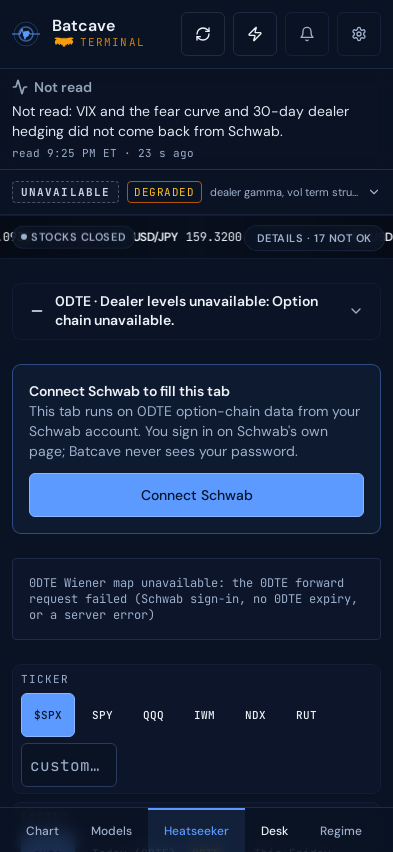 Batcave
TERMINAL
Not read
Not read: VIX and the fear curve and 30-day dealer
hedging did not come back from Schwab.
read 9:25 PM ET · 23 s ago
UNAVAILABLE DEGRADED dealer gamma, vol term stru…
STOCKS CLOSED USD/JPY 159.3200 DETAILS · 17 NOT OK
0DTE · Dealer levels unavailable: Option
chain unavailable.
Connect Schwab to fill this tab
This tab runs on 0DTE option-chain data from your
Schwab account. You sign in on Schwab's own
page; Batcave never sees your password.
Connect Schwab
0DTE Wiener map unavailable: the 0DTE forward
request failed (Schwab sign-in, no 0DTE expiry,
or a server error)
TICKER
$SPX SPY QQQ IWM NDX RUT
custom…
Chart Models Heatseeker Desk Regime